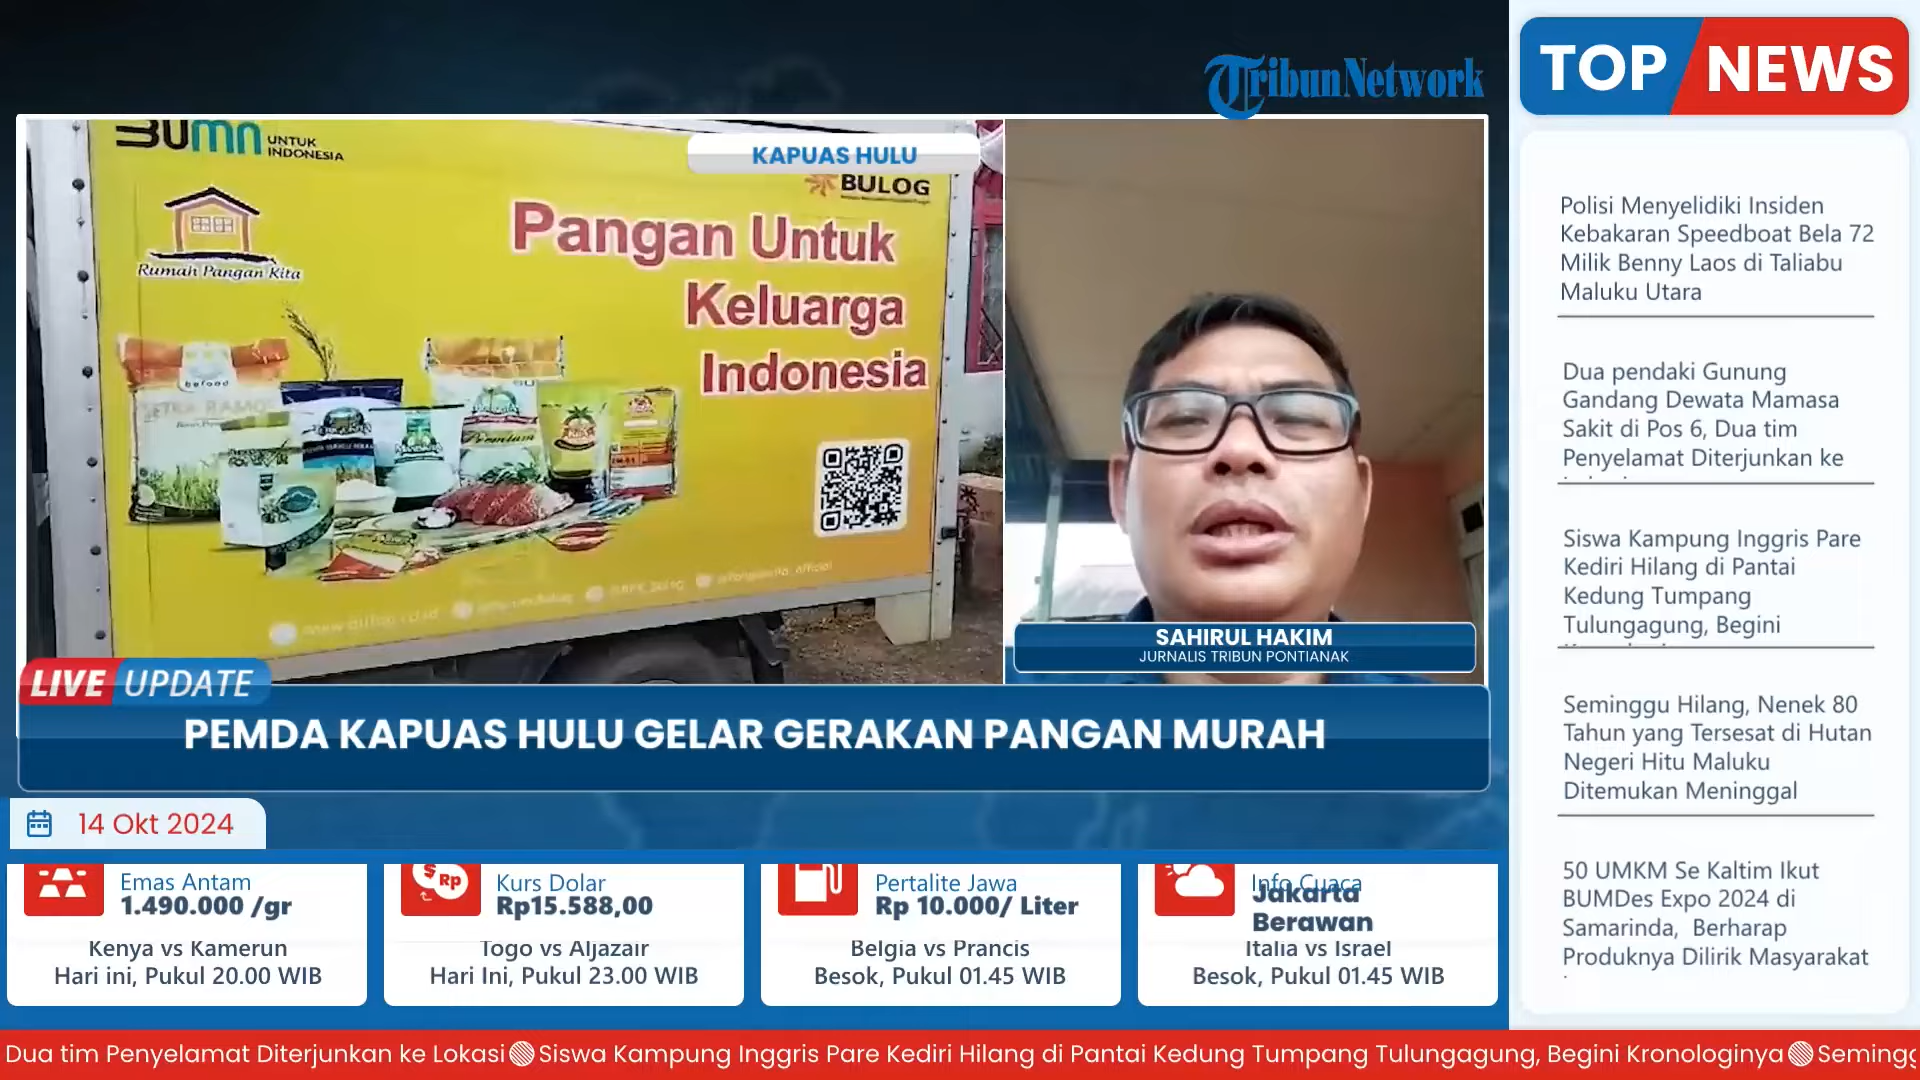 TribunNetwork
TOP NEWS
BUMN UNTUK
INDONESIA
KAPUAS HULU
BULOG
Rumah Pangan Kita
Pangan Untuk
Keluarga
Indonesia
befood
SETRA RAMOS
Premium
SAHIRUL HAKIM
JURNALIS TRIBUN PONTIANAK
LIVE UPDATE
PEMDA KAPUAS HULU GELAR GERAKAN PANGAN MURAH
14 Okt 2024
Emas Antam
1.490.000 /gr
Kenya vs Kamerun
Hari ini, Pukul 20.00 WIB
Kurs Dolar
Rp15.588,00
Togo vs Aljazair
Hari Ini, Pukul 23.00 WIB
Pertalite Jawa
Rp 10.000/ Liter
Belgia vs Prancis
Besok, Pukul 01.45 WIB
Info Cuaca
Jakarta
Berawan
Italia vs Israel
Besok, Pukul 01.45 WIB
Polisi Menyelidiki Insiden
Kebakaran Speedboat Bela 72
Milik Benny Laos di Taliabu
Maluku Utara
Dua pendaki Gunung
Gandang Dewata Mamasa
Sakit di Pos 6, Dua tim
Penyelamat Diterjunkan ke
Siswa Kampung Inggris Pare
Kediri Hilang di Pantai
Kedung Tumpang
Tulungagung, Begini
Seminggu Hilang, Nenek 80
Tahun yang Tersesat di Hutan
Negeri Hitu Maluku
Ditemukan Meninggal
50 UMKM Se Kaltim Ikut
BUMDes Expo 2024 di
Samarinda, Berharap
Produknya Dilirik Masyarakat
Dua tim Penyelamat Diterjunkan ke Lokasi Siswa Kampung Inggris Pare Kediri Hilang di Pantai Kedung Tumpang Tulungagung, Begini Kronologinya